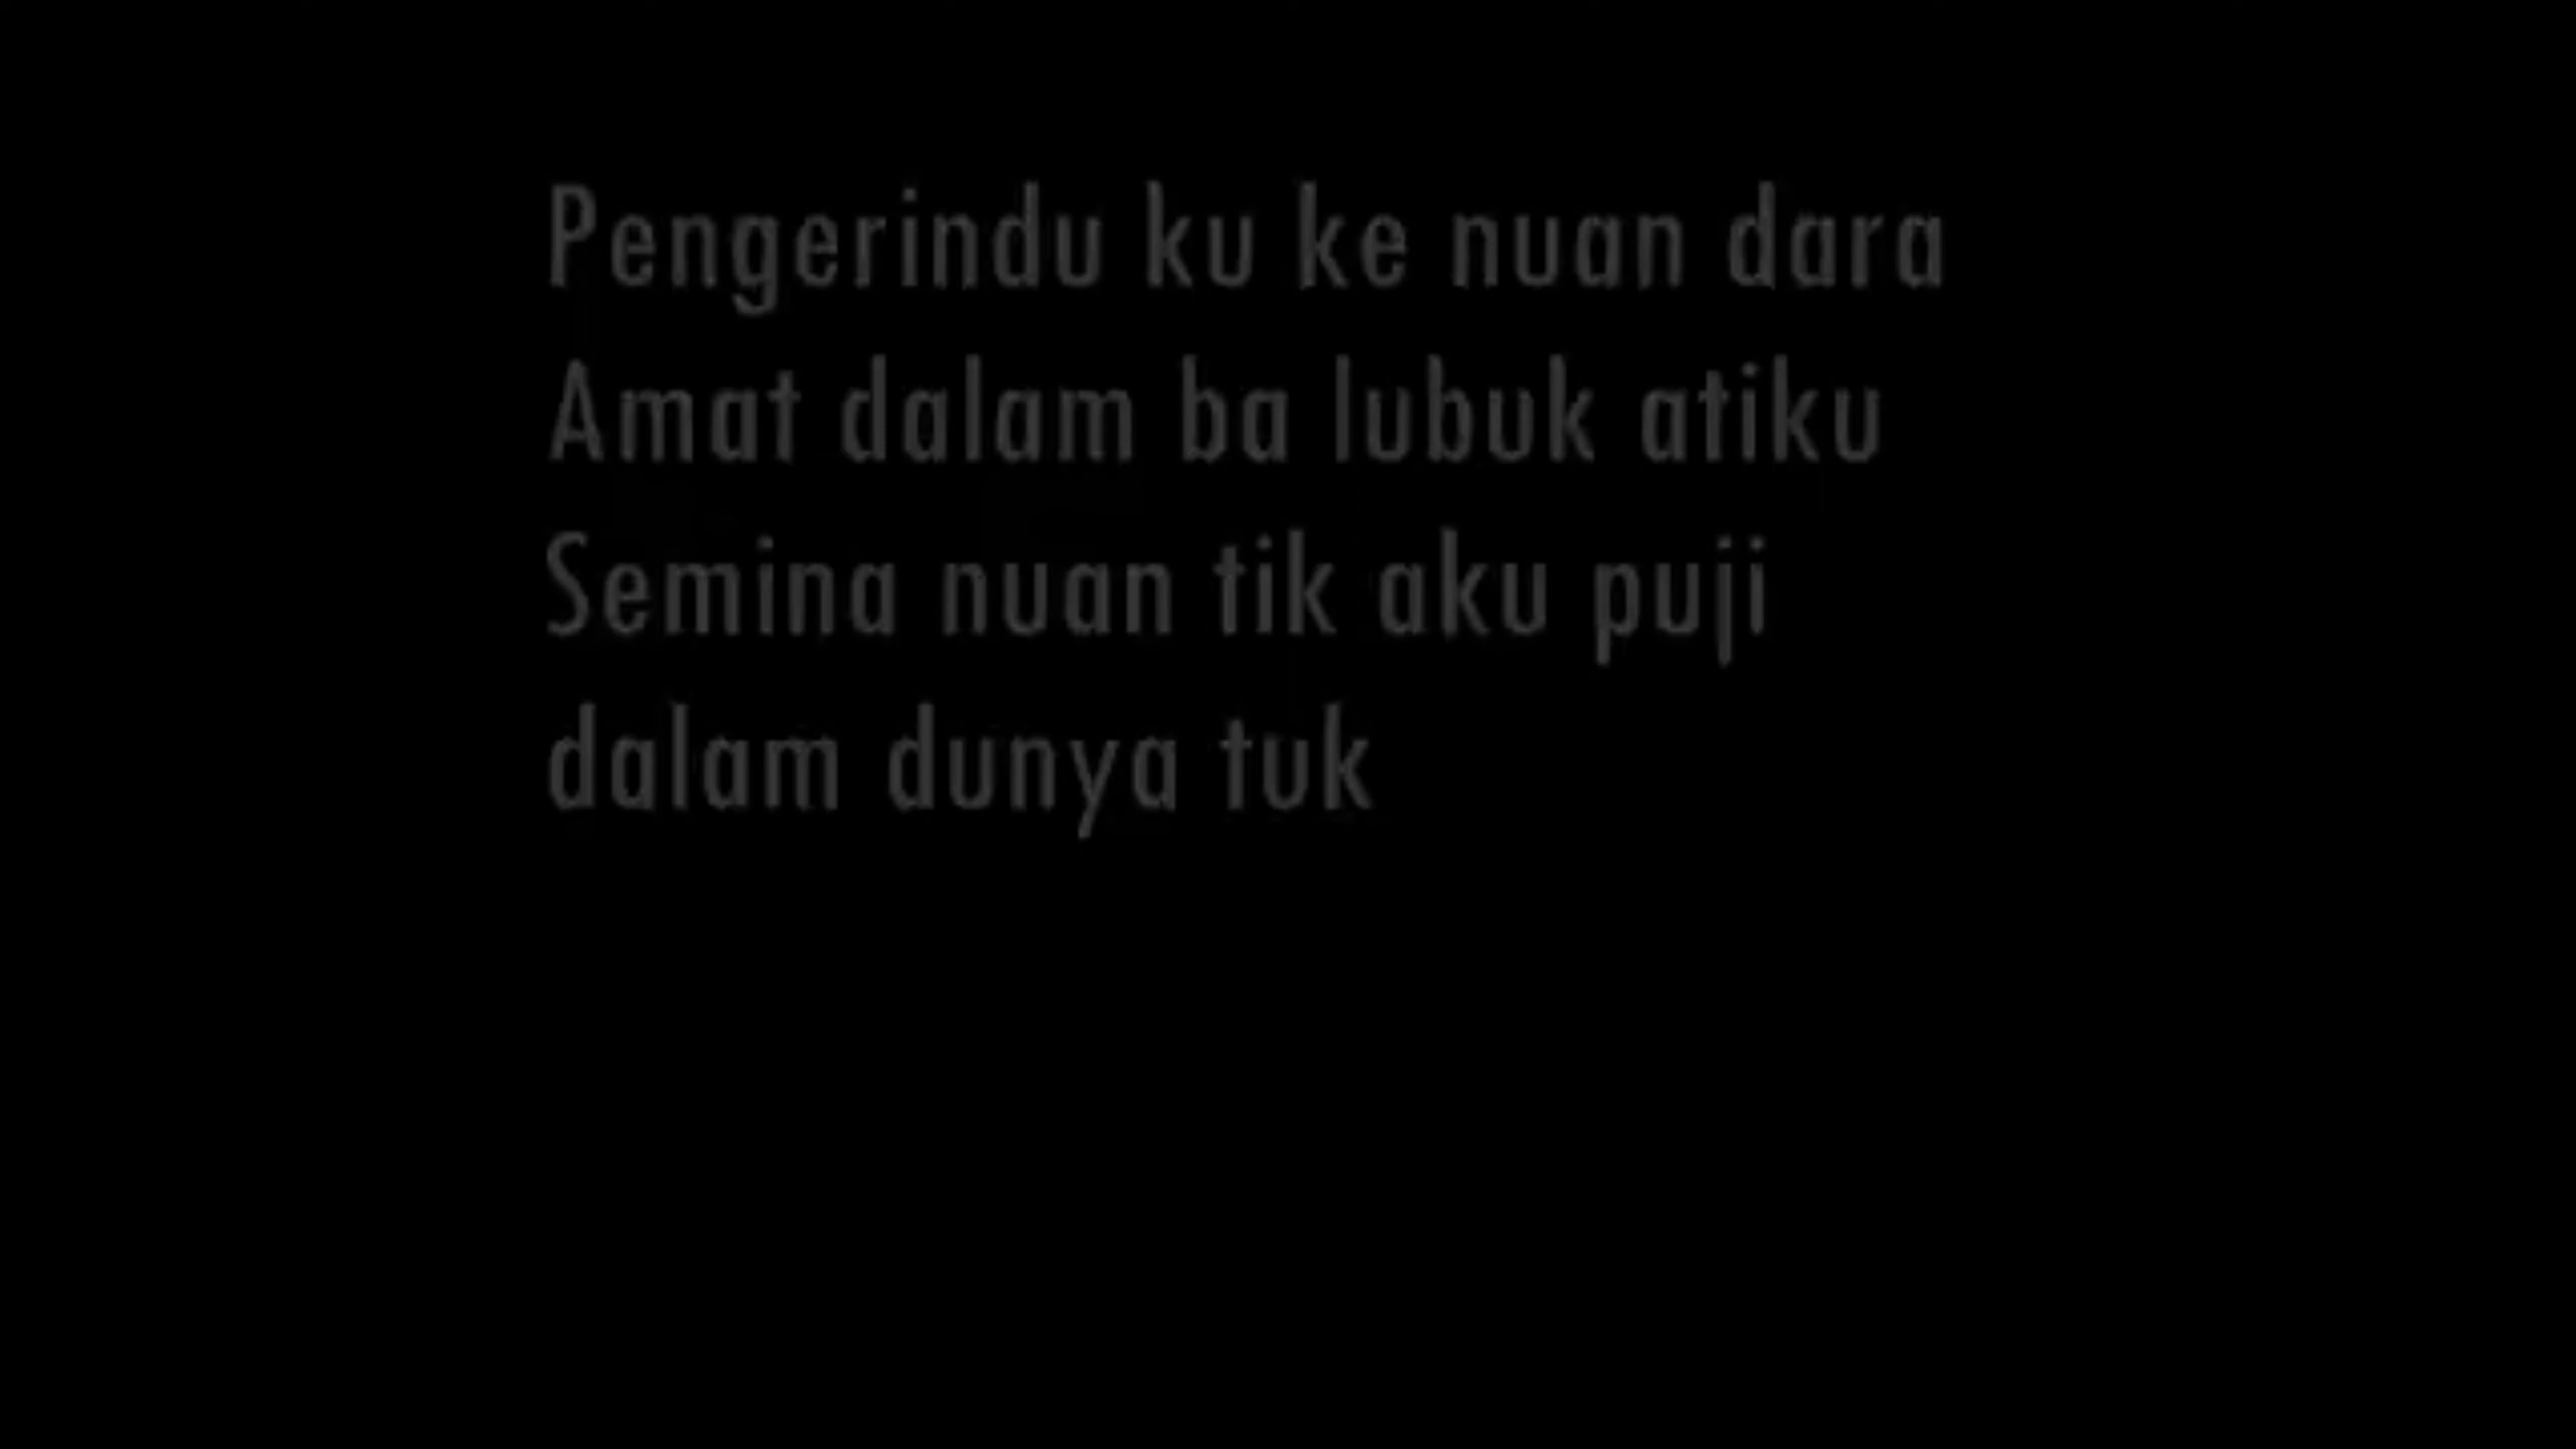 Pengerindu ku ke nuan dara
Amat dalam ba lubuk atiku
Semina nuan tik aku puji
dalam dunya tuk